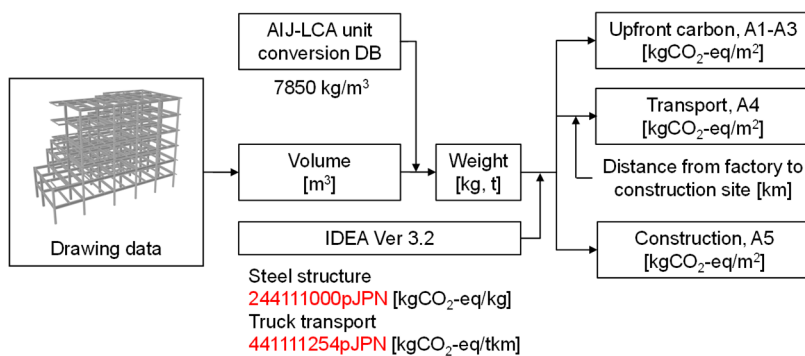 AIJ-LCA unit
conversion DB
7850 kg/m³
Drawing data
Volume
[m³]
Weight
[kg, t]
IDEA Ver 3.2
Steel structure
244111000pJPN [kgCO₂-eq/kg]
Truck transport
441111254pJPN [kgCO₂-eq/tkm]
Upfront carbon, A1-A3
[kgCO₂-eq/m²]
Transport, A4
[kgCO₂-eq/m²]
Distance from factory to
construction site [km]
Construction, A5
[kgCO₂-eq/m²]